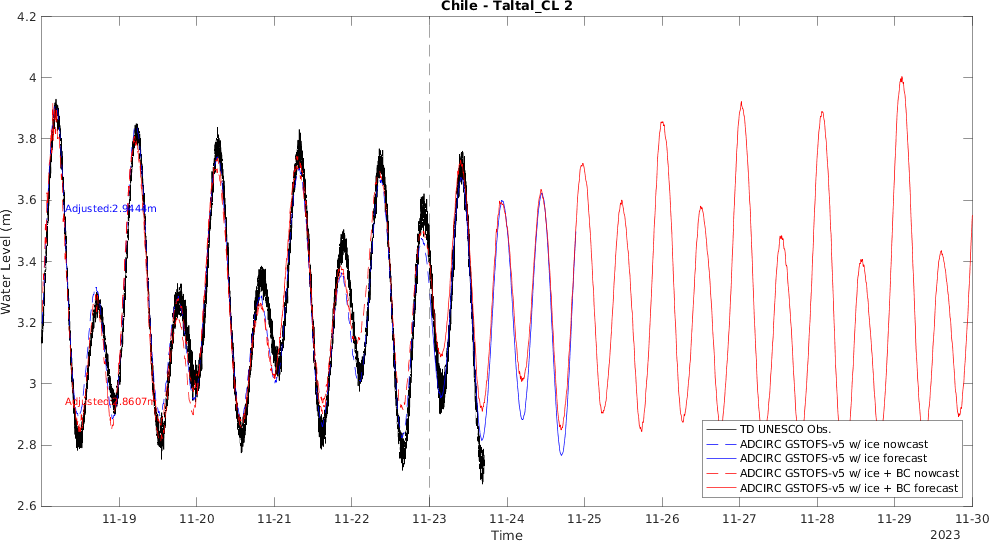 Chile - Taltal_CL 2
4.2
4
3.8
3.6
3.4
3.2
3
2.8
2.6
Water Level (m)
Adjusted:2.9444m
Adjusted:2.8607m
TD UNESCO Obs.
ADCIRC GSTOFS-v5 w/ ice nowcast
ADCIRC GSTOFS-v5 w/ ice forecast
ADCIRC GSTOFS-v5 w/ ice + BC nowcast
ADCIRC GSTOFS-v5 w/ ice + BC forecast
11-19 11-20 11-21 11-22 11-23 11-24 11-25 11-26 11-27 11-28 11-29 11-30
Time
2023